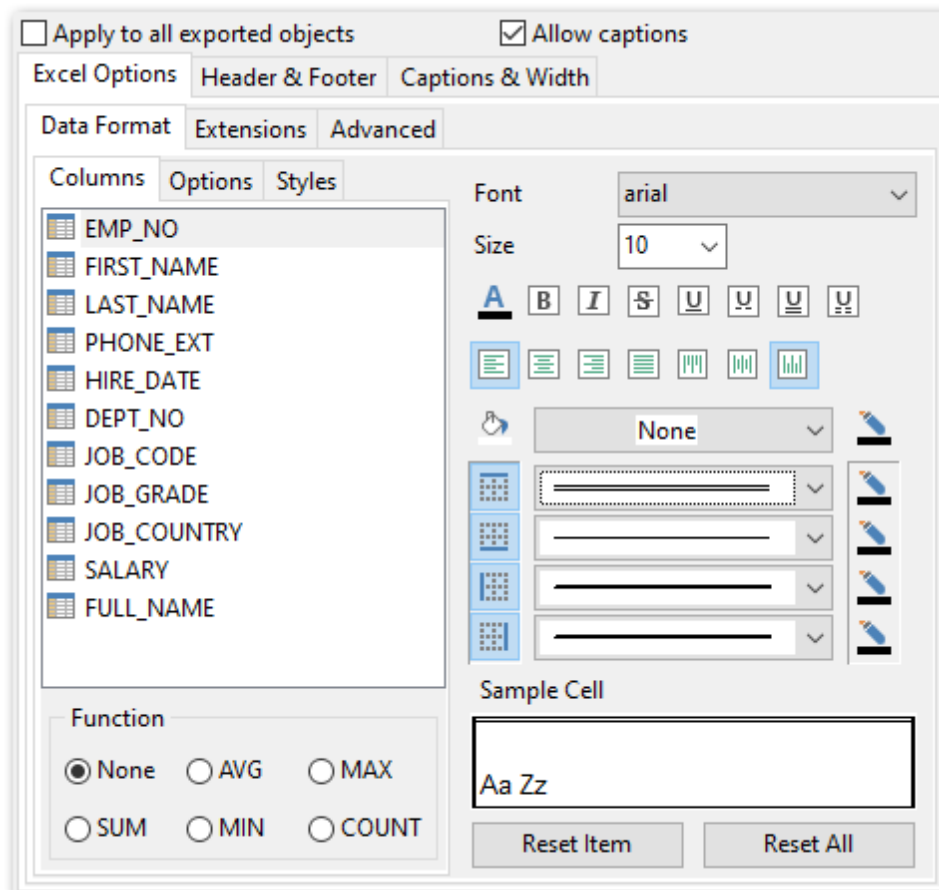 Apply to all exported objects Allow captions
Excel Options Header & Footer Captions & Width
Data Format Extensions Advanced
Columns Options Styles
EMP_NO
FIRST_NAME
LAST_NAME
PHONE_EXT
HIRE_DATE
DEPT_NO
JOB_CODE
JOB_GRADE
JOB_COUNTRY
SALARY
FULL_NAME
Function
None AVG MAX
SUM MIN COUNT
Font arial
Size 10
A B I S U U U U
None
Sample Cell
Aa Zz
Reset Item Reset All